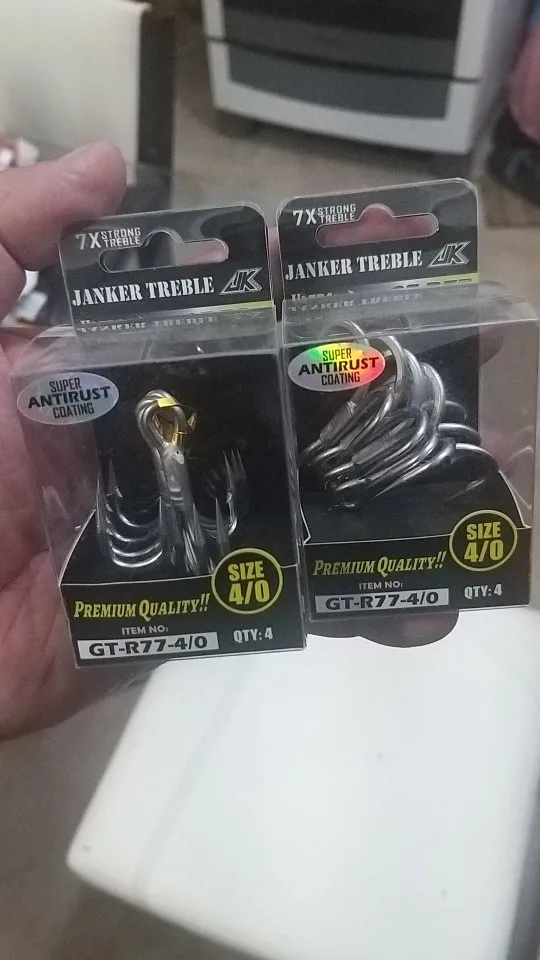 7X STRONG
TREBLE
JANKER TREBLE JK
SUPER
ANTIRUST
COATING
SIZE
4/0
PREMIUM QUALITY!!
ITEM NO:
GT-R77-4/0 QTY: 4
7X STRONG
TREBLE
JANKER TREBLE JK
ULTRA
SUPER
ANTIRUST
COATING
SIZE
4/0
PREMIUM QUALITY!!
ITEM NO:
GT-R77-4/0 QTY: 4